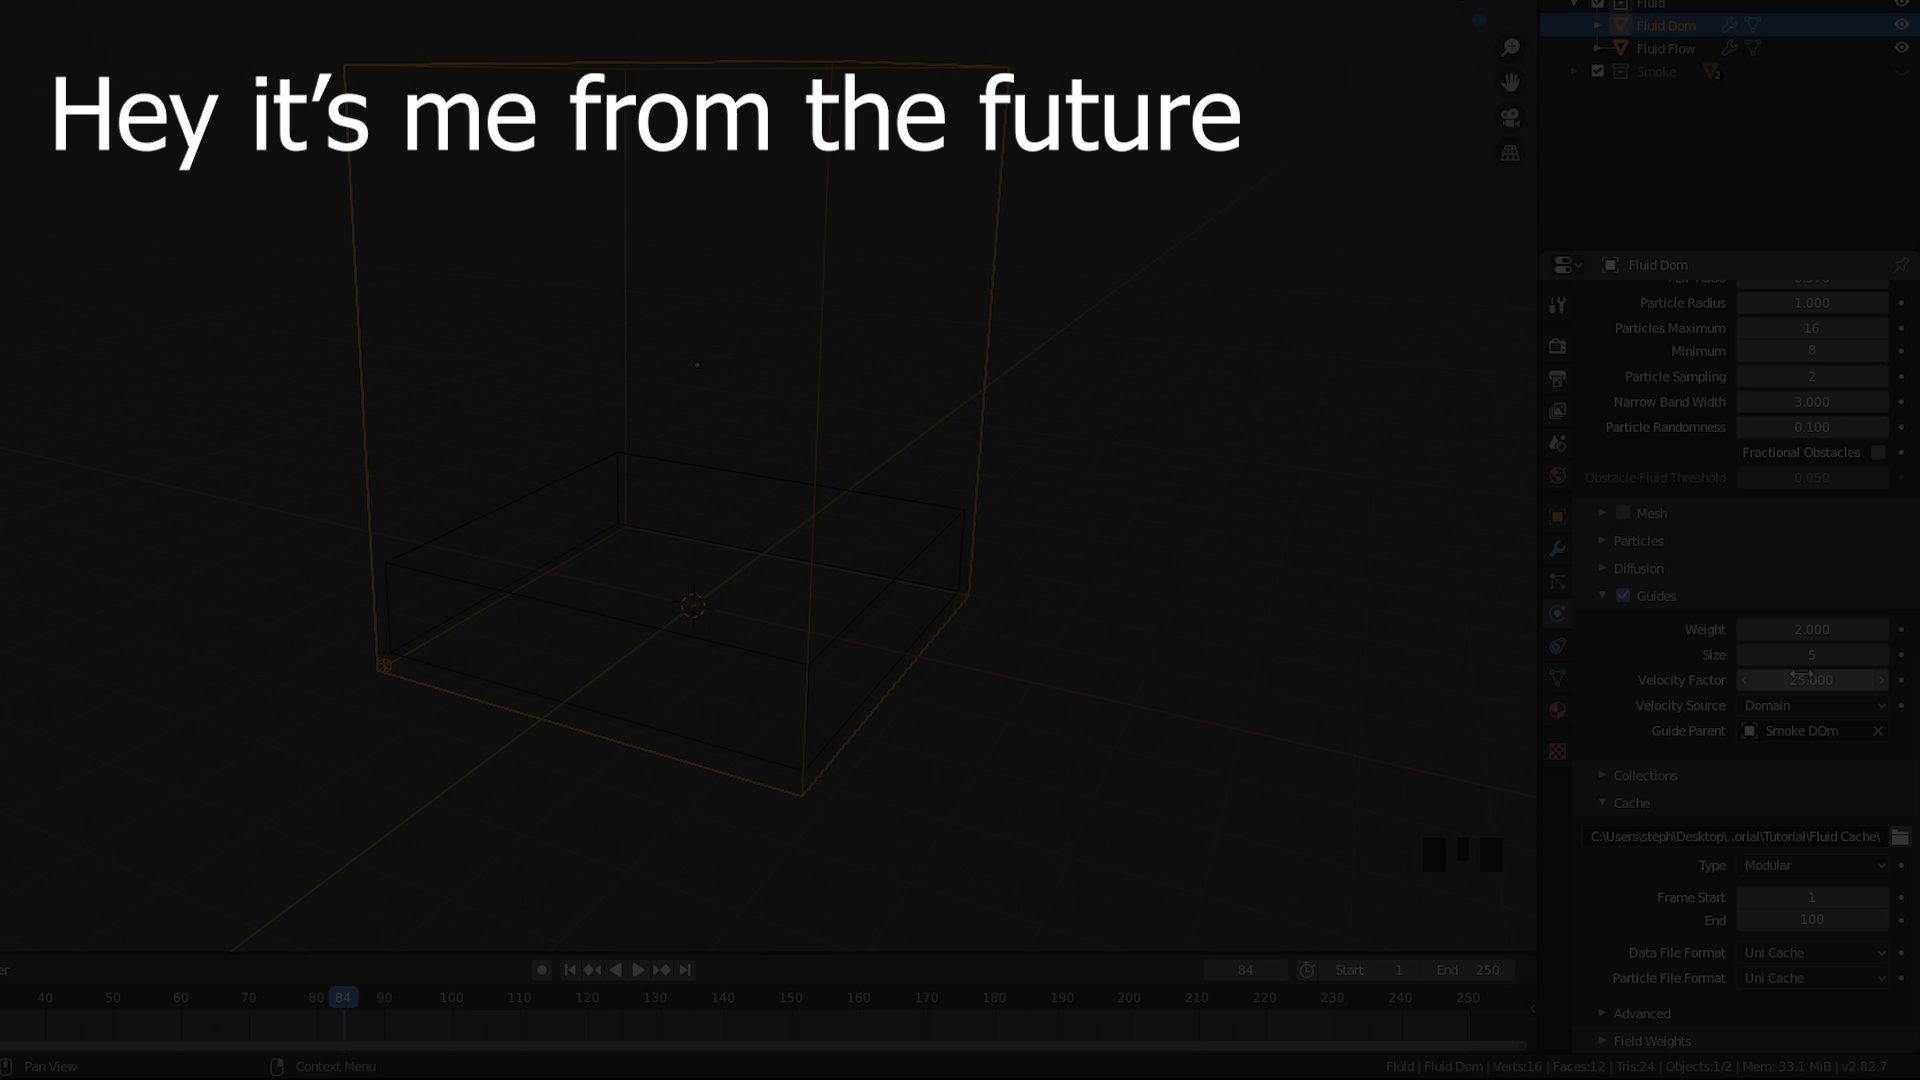 Fluid
Fluid Dom
Fluid Flow
Smoke
2
Hey it’s me from the future
Fluid Dom
Particle Radius 1.000
Particles Maximum 16
Minimum 8
Particle Sampling 2
Narrow Band Width 3.000
Particle Randomness 0.100
Fractional Obstacles
Obstacle-Fluid Threshold 0.050
Mesh
Particles
Diffusion
Guides
Weight 2.000
Size 5
Velocity Factor 25.000
Velocity Source Domain
Guide Parent Smoke DOm
Collections
Cache
C:\Users\steph\Desktop\..orial\Tutorial\Fluid Cache\
Type Modular
Frame Start 1
End 100
Data File Format Uni Cache
Particle File Format Uni Cache
Advanced
Field Weights
84 Start 1 End 250
40 50 60 70 80 84 90 100 110 120 130 140 150 160 170 180 190 200 210 220 230 240 250
Pan View Context Menu Fluid | Fluid Dom | Verts:16 | Faces:12 | Tris:24 | Objects:1/2 | Mem: 33.1 MiB | v2.82.7